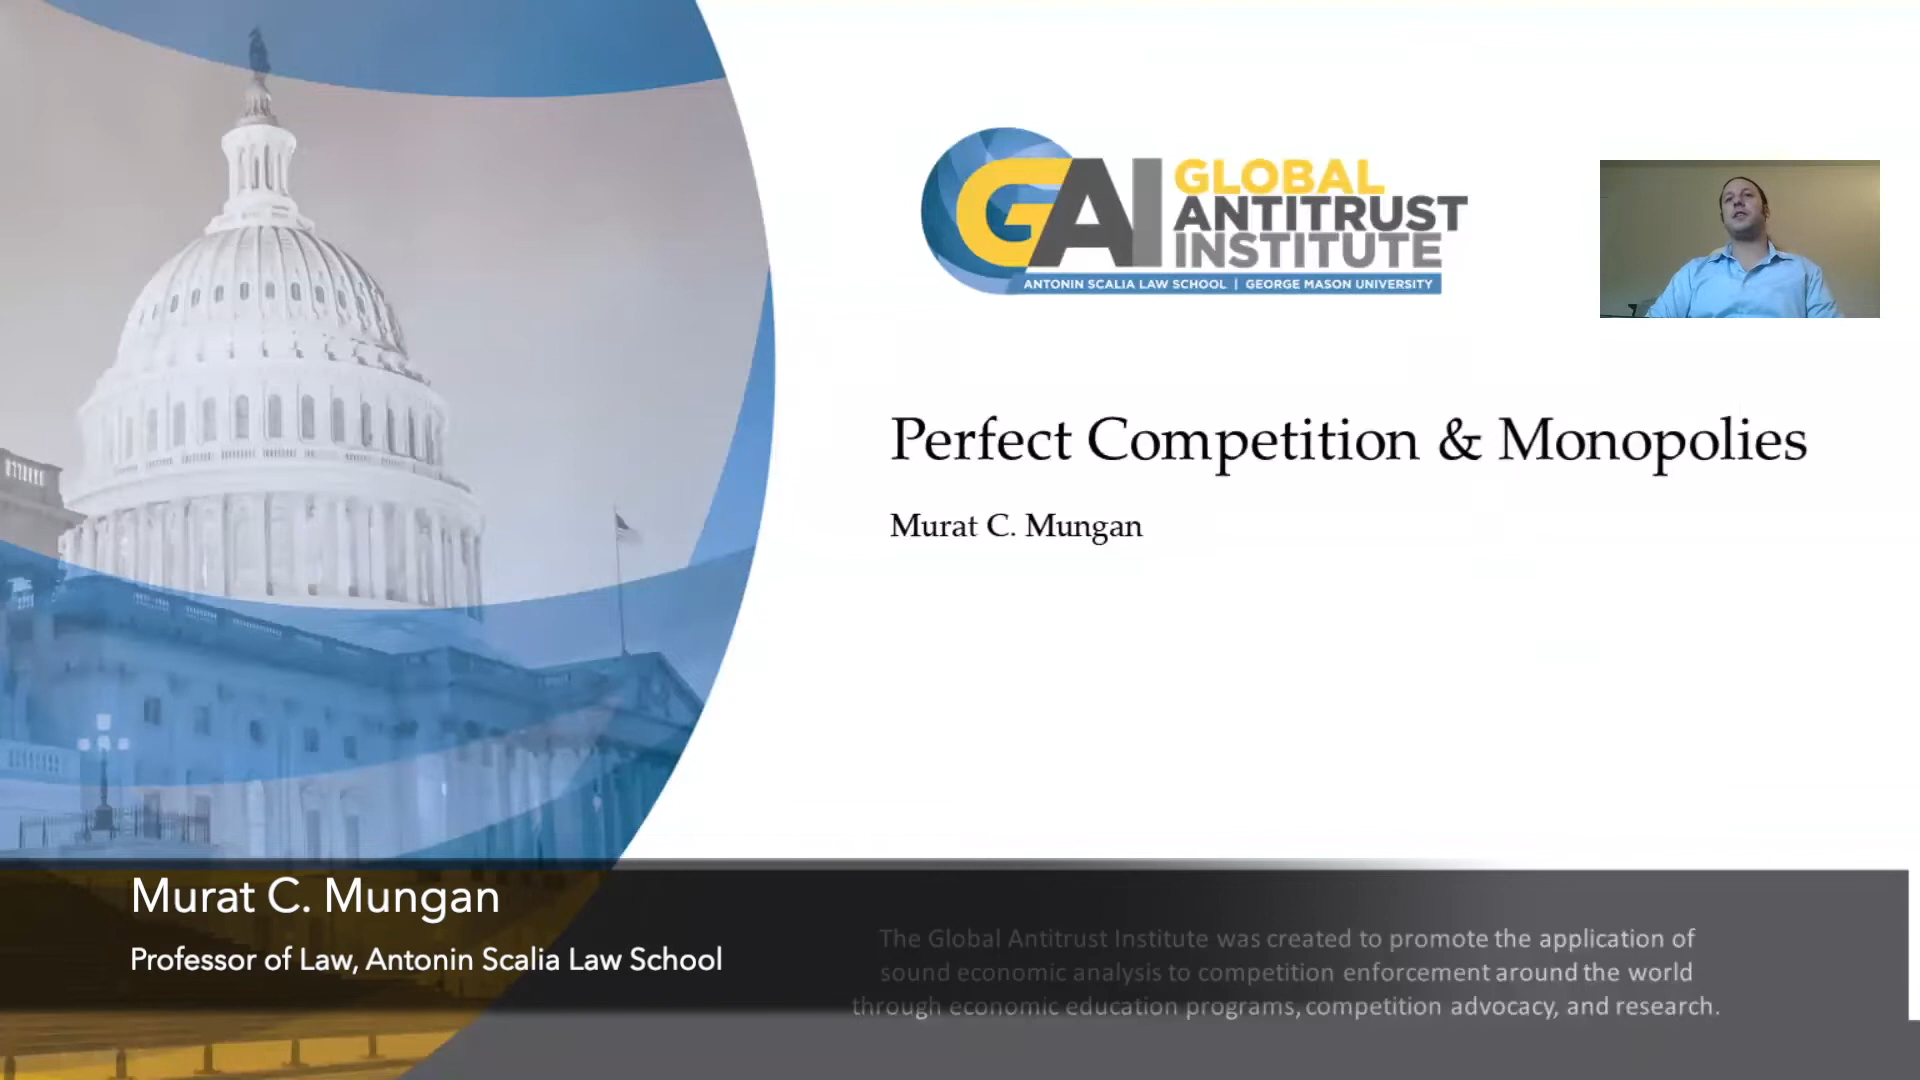 GAI
GLOBAL
ANTITRUST
INSTITUTE
ANTONIN SCALIA LAW SCHOOL | GEORGE MASON UNIVERSITY
Perfect Competition & Monopolies
Murat C. Mungan
Murat C. Mungan
Professor of Law, Antonin Scalia Law School
The Global Antitrust Institute was created to promote the application of
sound economic analysis to competition enforcement around the world
through economic education programs, competition advocacy, and research.